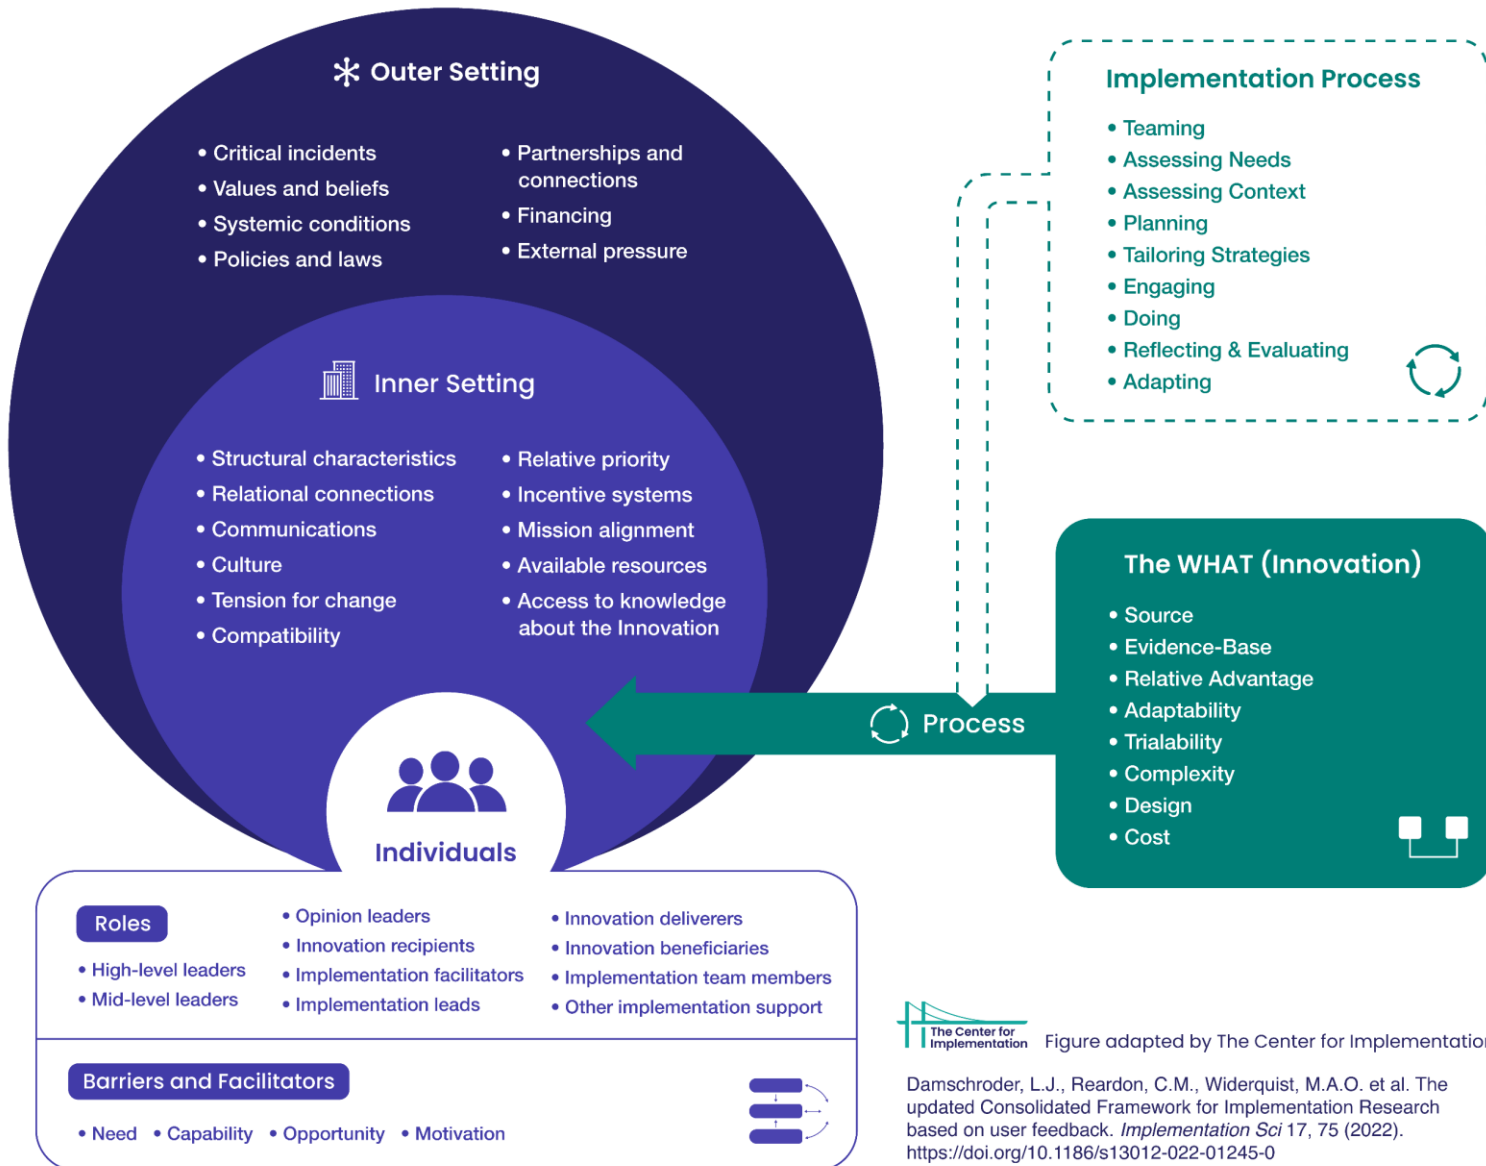 Outer Setting
• Critical incidents
• Values and beliefs
• Systemic conditions
• Policies and laws
• Partnerships and
connections
• Financing
• External pressure
Inner Setting
• Structural characteristics
• Relational connections
• Communications
• Culture
• Tension for change
• Compatibility
• Relative priority
• Incentive systems
• Mission alignment
• Available resources
• Access to knowledge
about the Innovation
Individuals
Roles
• High-level leaders
• Mid-level leaders
• Opinion leaders
• Innovation recipients
• Implementation facilitators
• Implementation leads
• Innovation deliverers
• Innovation beneficiaries
• Implementation team members
• Other implementation support
Barriers and Facilitators
• Need • Capability • Opportunity • Motivation
Implementation Process
• Teaming
• Assessing Needs
• Assessing Context
• Planning
• Tailoring Strategies
• Engaging
• Doing
• Reflecting & Evaluating
• Adapting
Process
The WHAT (Innovation)
• Source
• Evidence-Base
• Relative Advantage
• Adaptability
• Trialability
• Complexity
• Design
• Cost
The Center for
Implementation
Figure adapted by The Center for Implementation
Damschroder, L.J., Reardon, C.M., Widerquist, M.A.O. et al. The
updated Consolidated Framework for Implementation Research
based on user feedback. Implementation Sci 17, 75 (2022).
https://doi.org/10.1186/s13012-022-01245-0